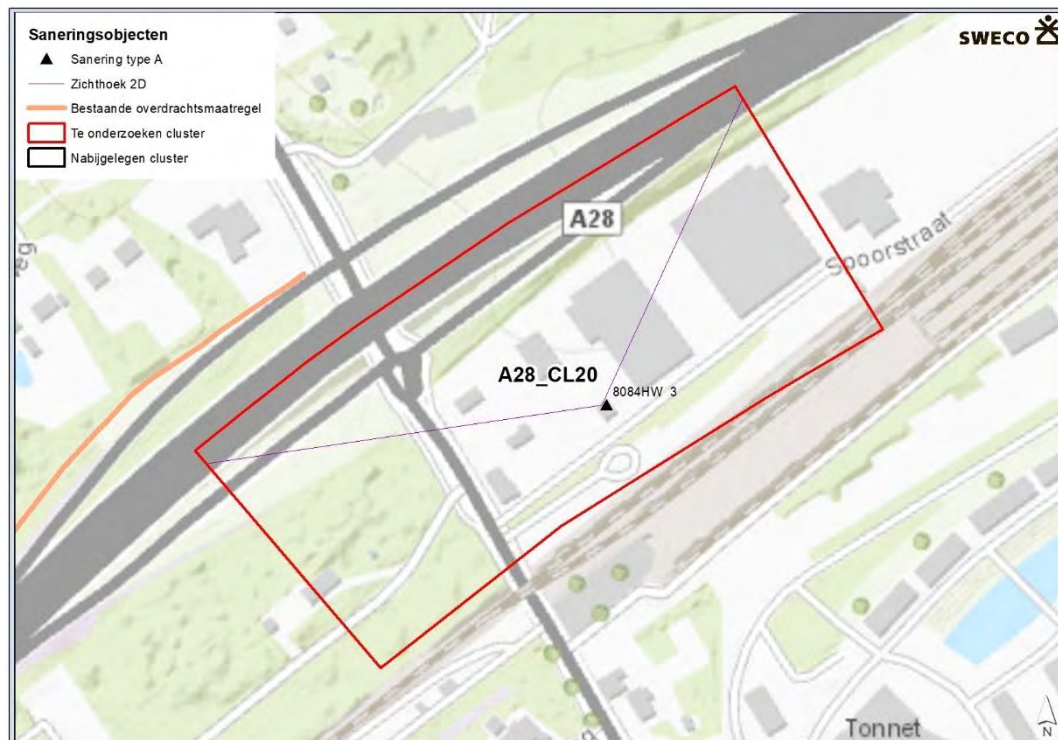 Saneringsobjecten
Sanering type A
Zichthoek 2D
Bestaande overdrachtsmaatregel
Te onderzoeken cluster
Nabijgelegen cluster
SWECO
A28
Spoorstraat
eg
A28_CL20
8084HW 3
Tonnet
g
N